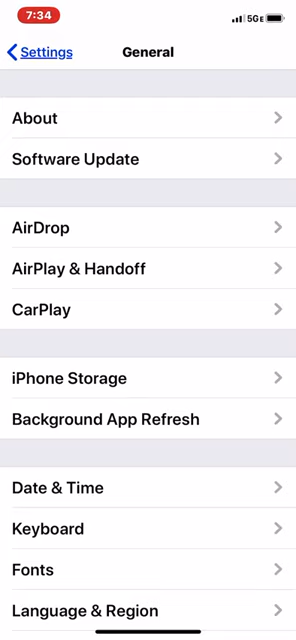 7:34
5GE
Settings
General
About
Software Update
AirDrop
AirPlay & Handoff
CarPlay
iPhone Storage
Background App Refresh
Date & Time
Keyboard
Fonts
Language & Region